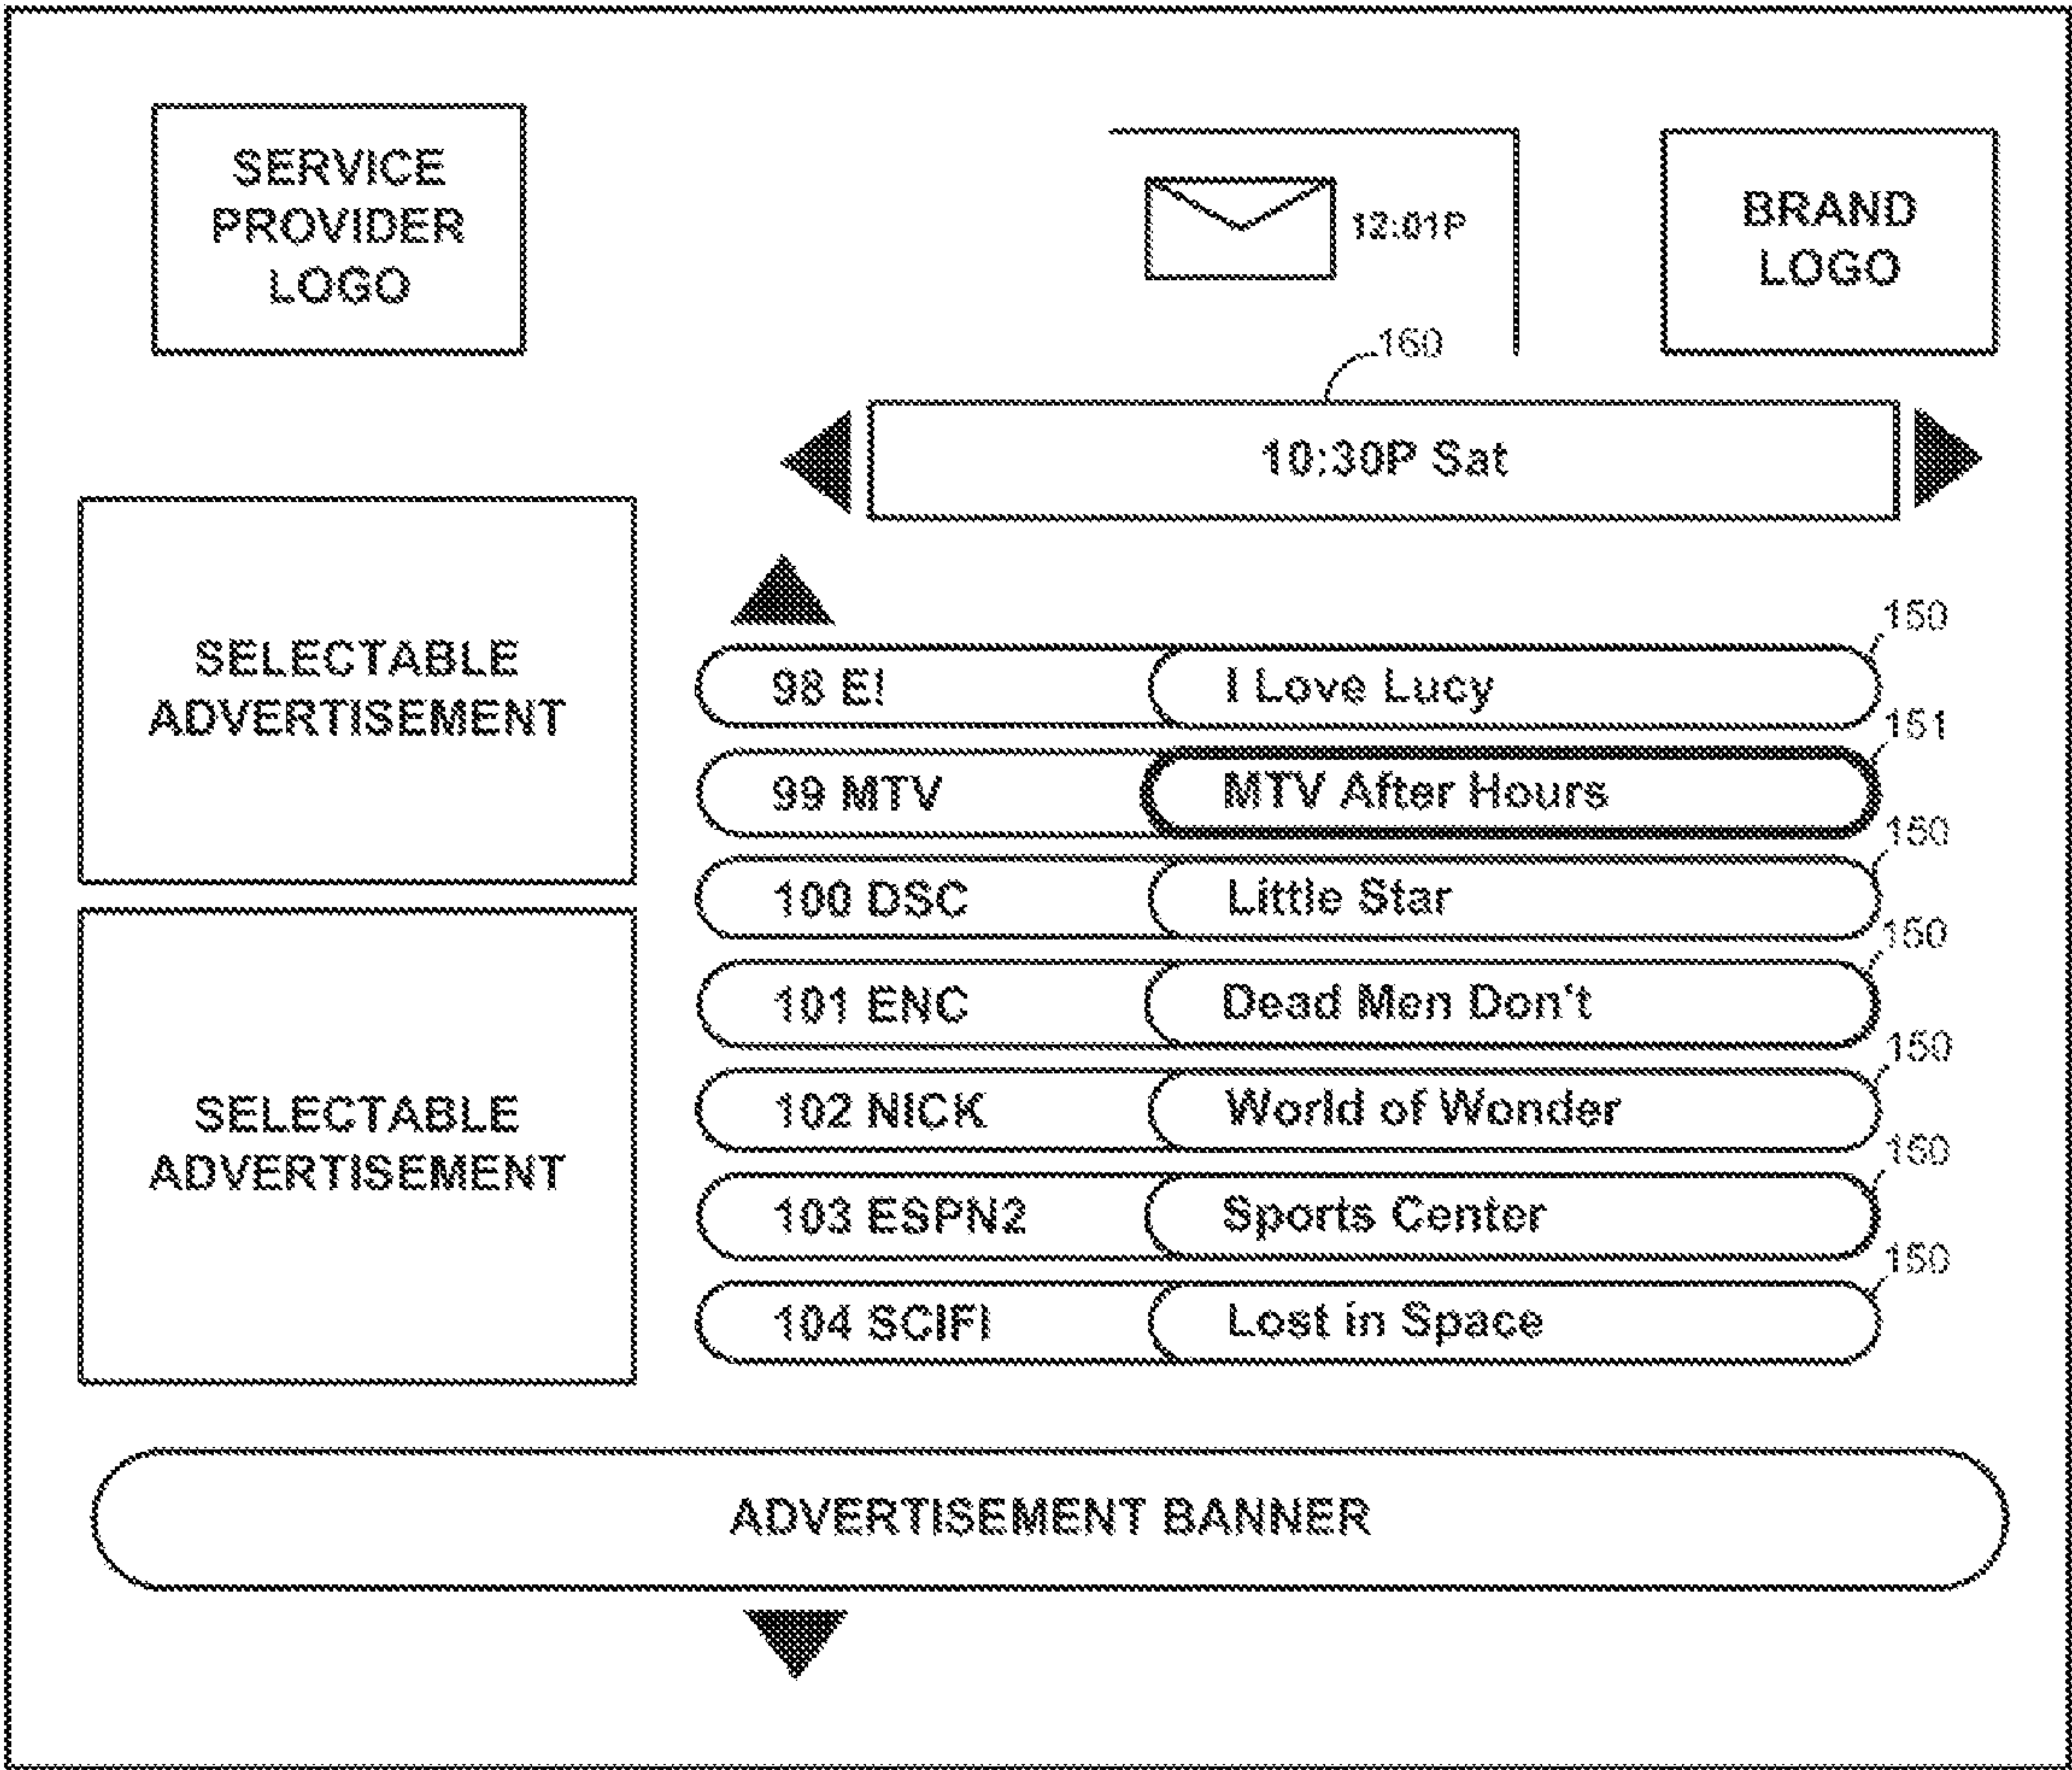 SERVICE
PROVIDER
LOGO
12:01P
BRAND
LOGO
160
10:30P Sat
SELECTABLE
ADVERTISEMENT
150
98 E! I Love Lucy
151
99 MTV MTV After Hours
150
100 DSC Little Star
150
101 ENC Dead Men Don't
150
102 NICK World of Wonder
150
103 ESPN2 Sports Center
150
104 SCIFI Lost in Space
SELECTABLE
ADVERTISEMENT
ADVERTISEMENT BANNER